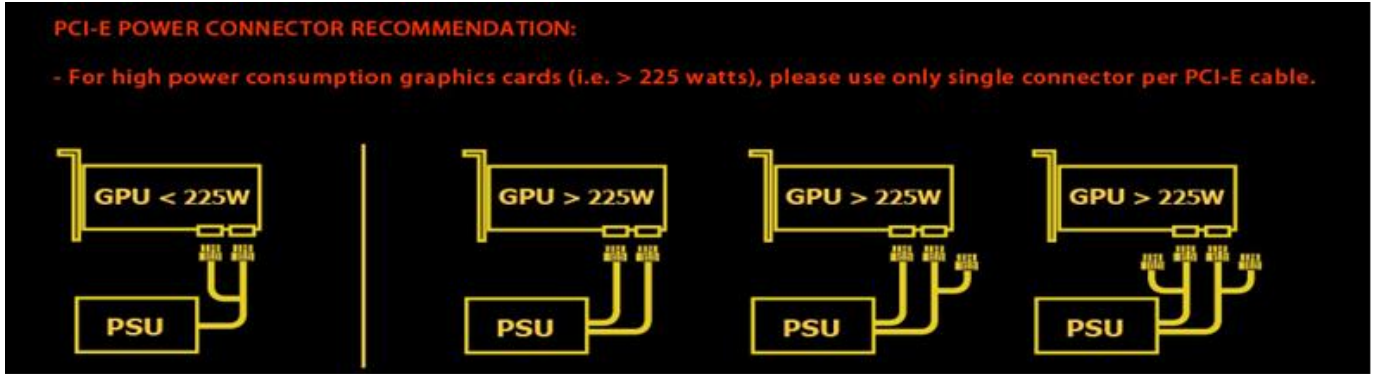 PCI-E POWER CONNECTOR RECOMMENDATION:
- For high power consumption graphics cards (i.e. > 225 watts), please use only single connector per PCI-E cable.
GPU < 225W
GPU > 225W
GPU > 225W
GPU > 225W
PSU
PSU
PSU
PSU